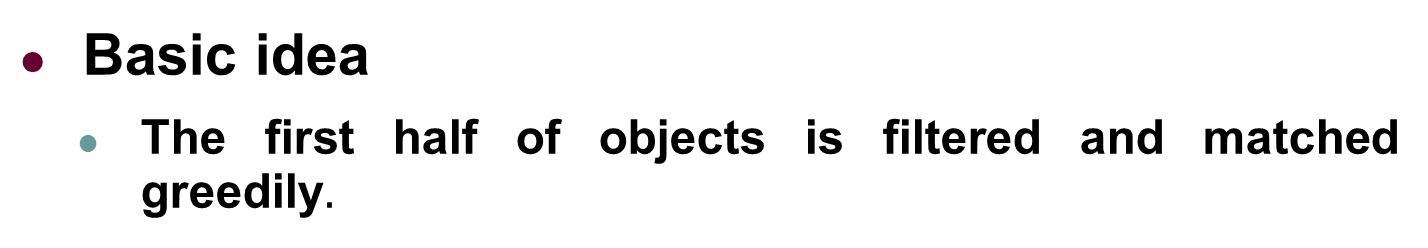 ● Basic idea
● The first half of objects is filtered and matched
greedily.